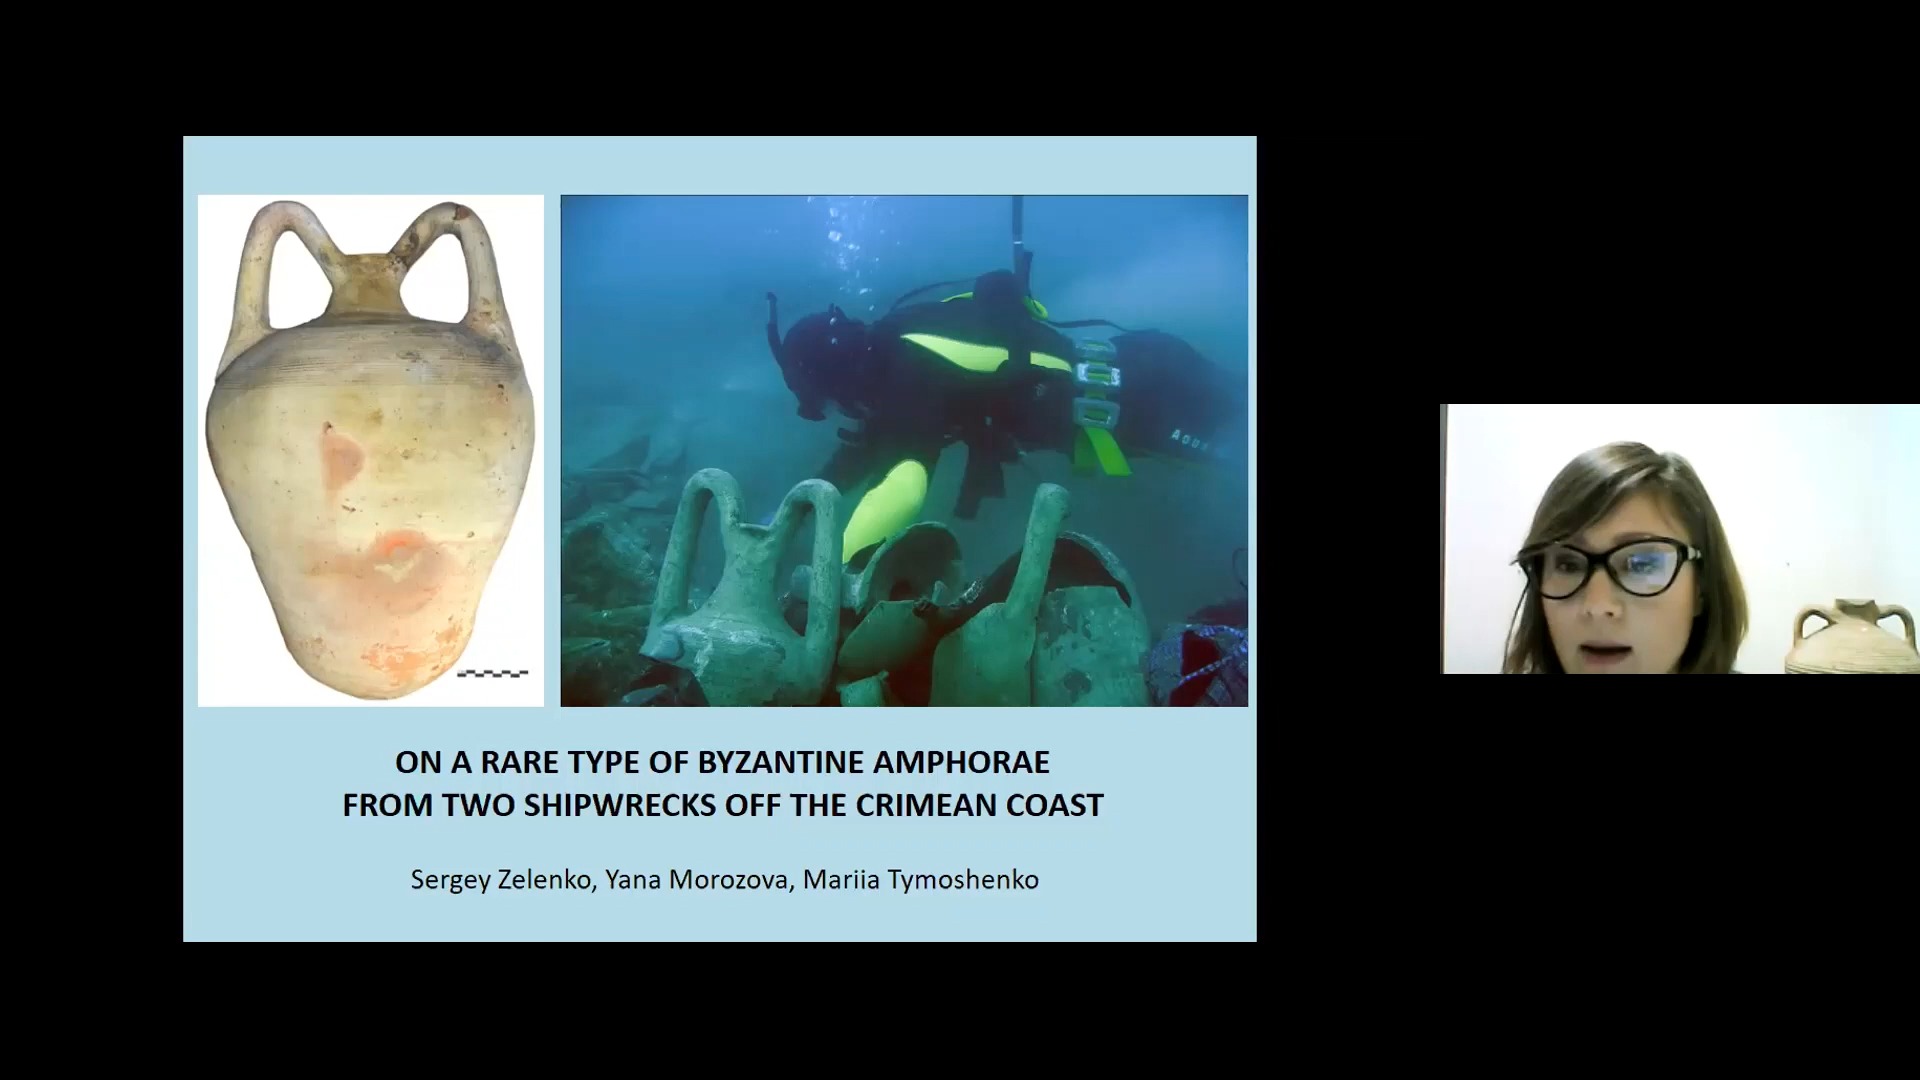 ON A RARE TYPE OF BYZANTINE AMPHORAE
FROM TWO SHIPWRECKS OFF THE CRIMEAN COAST
Sergey Zelenko, Yana Morozova, Mariia Tymoshenko